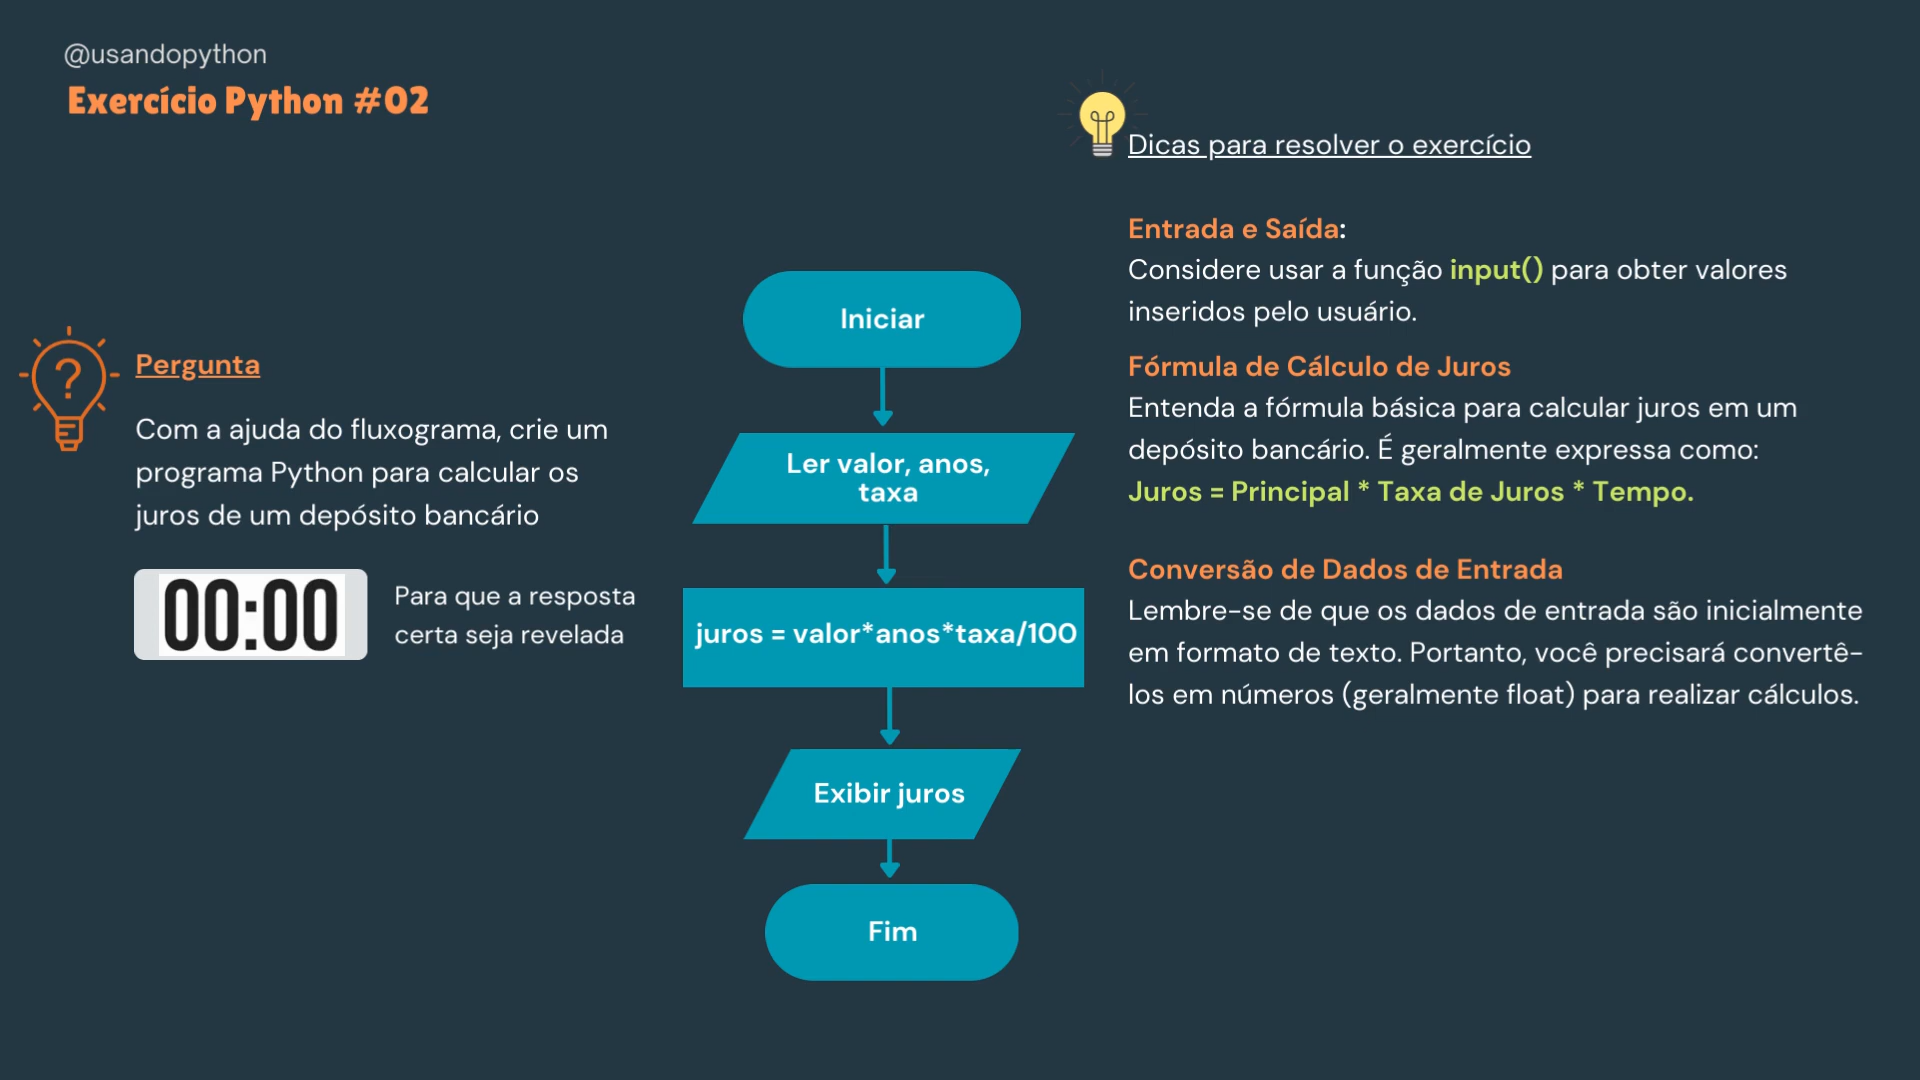 @usandopython
Exercício Python #02
Pergunta
Com a ajuda do fluxograma, crie um
programa Python para calcular os
juros de um depósito bancário
00:00
Para que a resposta
certa seja revelada
Iniciar
Ler valor, anos,
taxa
juros = valor*anos*taxa/100
Exibir juros
Fim
Dicas para resolver o exercício
Entrada e Saída:
Considere usar a função input() para obter valores
inseridos pelo usuário.
Fórmula de Cálculo de Juros
Entenda a fórmula básica para calcular juros em um
depósito bancário. É geralmente expressa como:
Juros = Principal * Taxa de Juros * Tempo.
Conversão de Dados de Entrada
Lembre-se de que os dados de entrada são inicialmente
em formato de texto. Portanto, você precisará convertê-
los em números (geralmente float) para realizar cálculos.